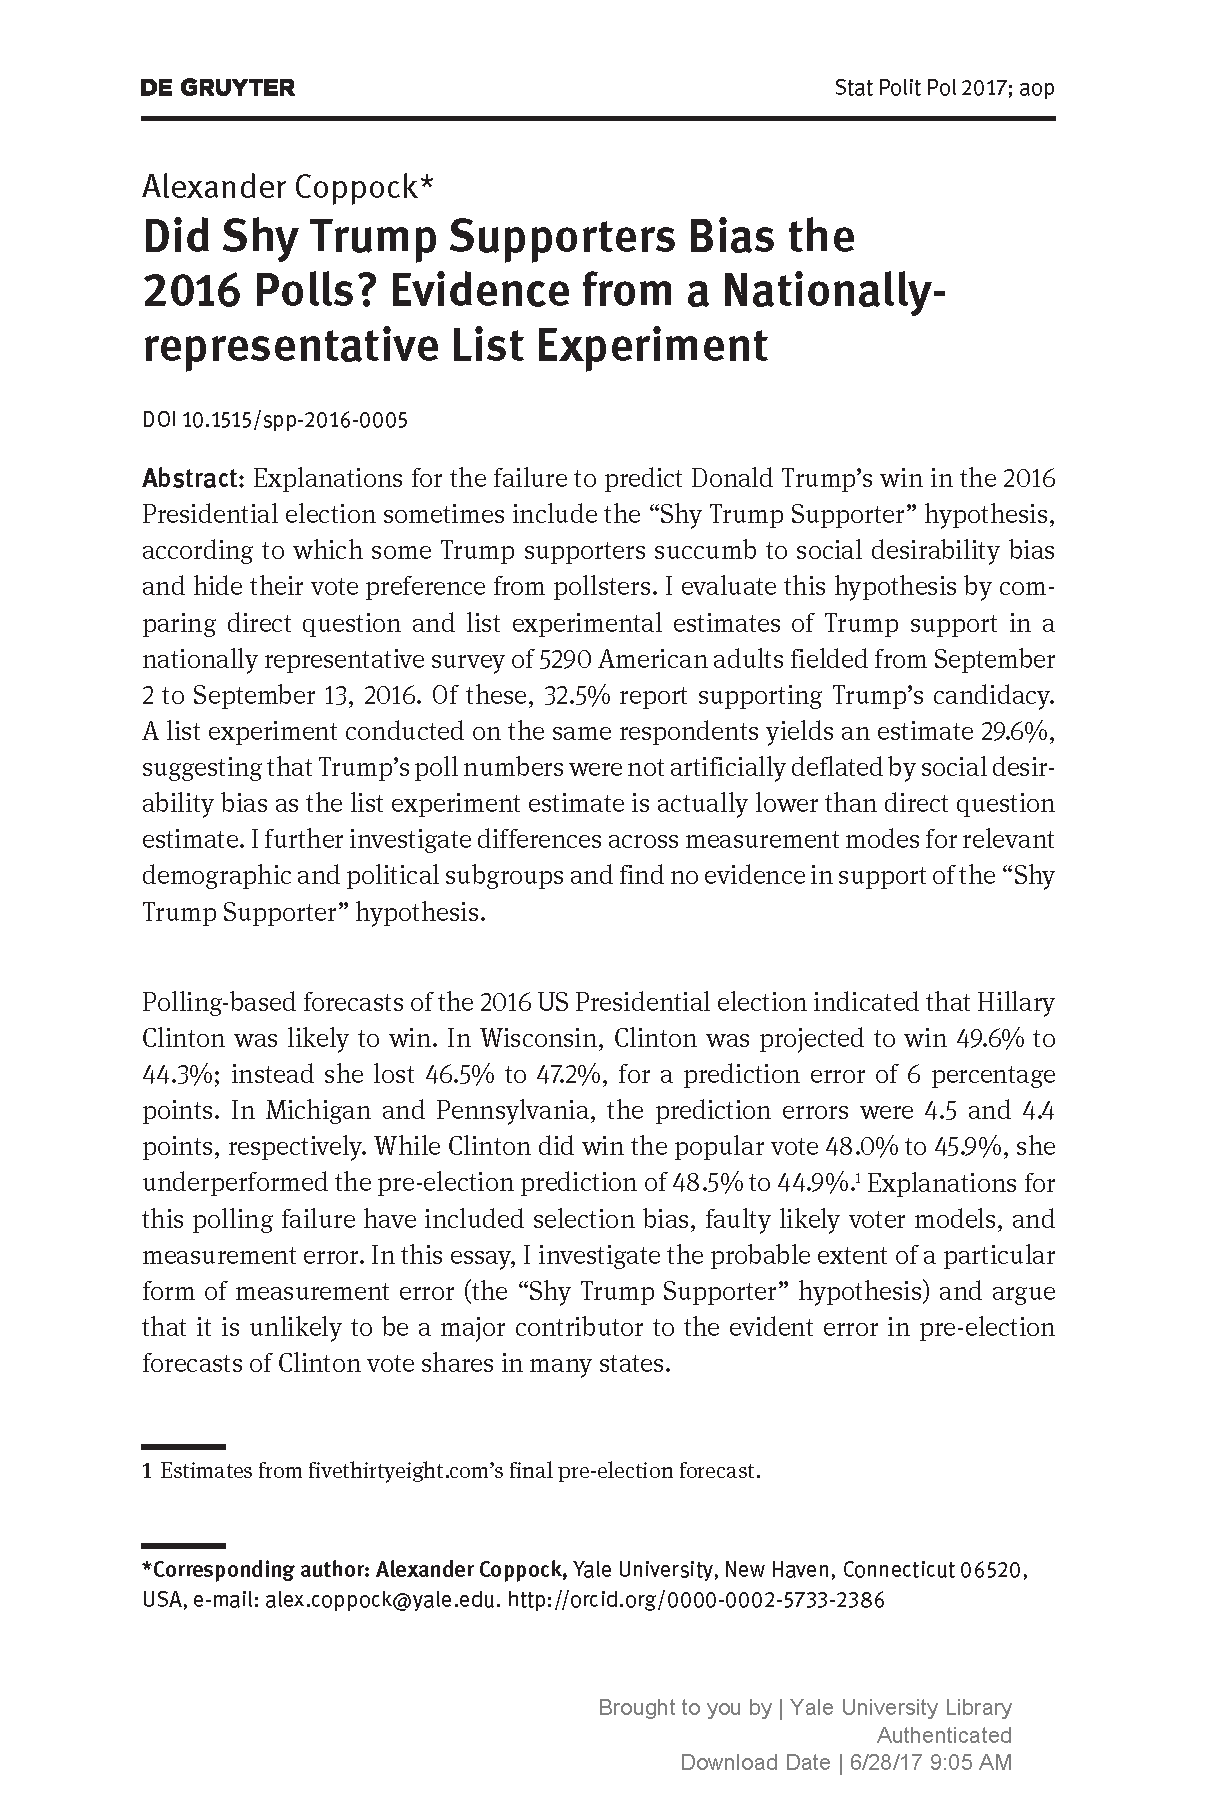 DE GRUYTER
Stat Polit Pol 2017; aop
Alexander Coppock*
Did Shy Trump Supporters Bias the
2016 Polls? Evidence from a Nationally-
representative List Experiment
DOI 10.1515/spp-2016-0005
Abstract: Explanations for the failure to predict Donald Trump’s win in the 2016
Presidential election sometimes include the “Shy Trump Supporter” hypothesis,
according to which some Trump supporters succumb to social desirability bias
and hide their vote preference from pollsters. I evaluate this hypothesis by com-
paring direct question and list experimental estimates of Trump support in a
nationally representative survey of 5290 American adults fielded from September
2 to September 13, 2016. Of these, 32.5% report supporting Trump’s candidacy.
A list experiment conducted on the same respondents yields an estimate 29.6%,
suggesting that Trump’s poll numbers were not artificially deflated by social desir-
ability bias as the list experiment estimate is actually lower than direct question
estimate. I further investigate differences across measurement modes for relevant
demographic and political subgroups and find no evidence in support of the “Shy
Trump Supporter” hypothesis.
Polling-based forecasts of the 2016 US Presidential election indicated that Hillary
Clinton was likely to win. In Wisconsin, Clinton was projected to win 49.6% to
44.3%; instead she lost 46.5% to 47.2%, for a prediction error of 6 percentage
points. In Michigan and Pennsylvania, the prediction errors were 4.5 and 4.4
points, respectively. While Clinton did win the popular vote 48.0% to 45.9%, she
underperformed the pre-election prediction of 48.5% to 44.9%.1 Explanations for
this polling failure have included selection bias, faulty likely voter models, and
measurement error. In this essay, I investigate the probable extent of a particular
form of measurement error (the “Shy Trump Supporter” hypothesis) and argue
that it is unlikely to be a major contributor to the evident error in pre-election
forecasts of Clinton vote shares in many states.
1 Estimates from fivethirtyeight.com’s final pre-election forecast.
*Corresponding author: Alexander Coppock, Yale University, New Haven, Connecticut 06520,
USA, e-mail: alex.coppock@yale.edu. http://orcid.org/0000-0002-5733-2386
Brought to you by | Yale University Library
Authenticated
Download Date | 6/28/17 9:05 AM